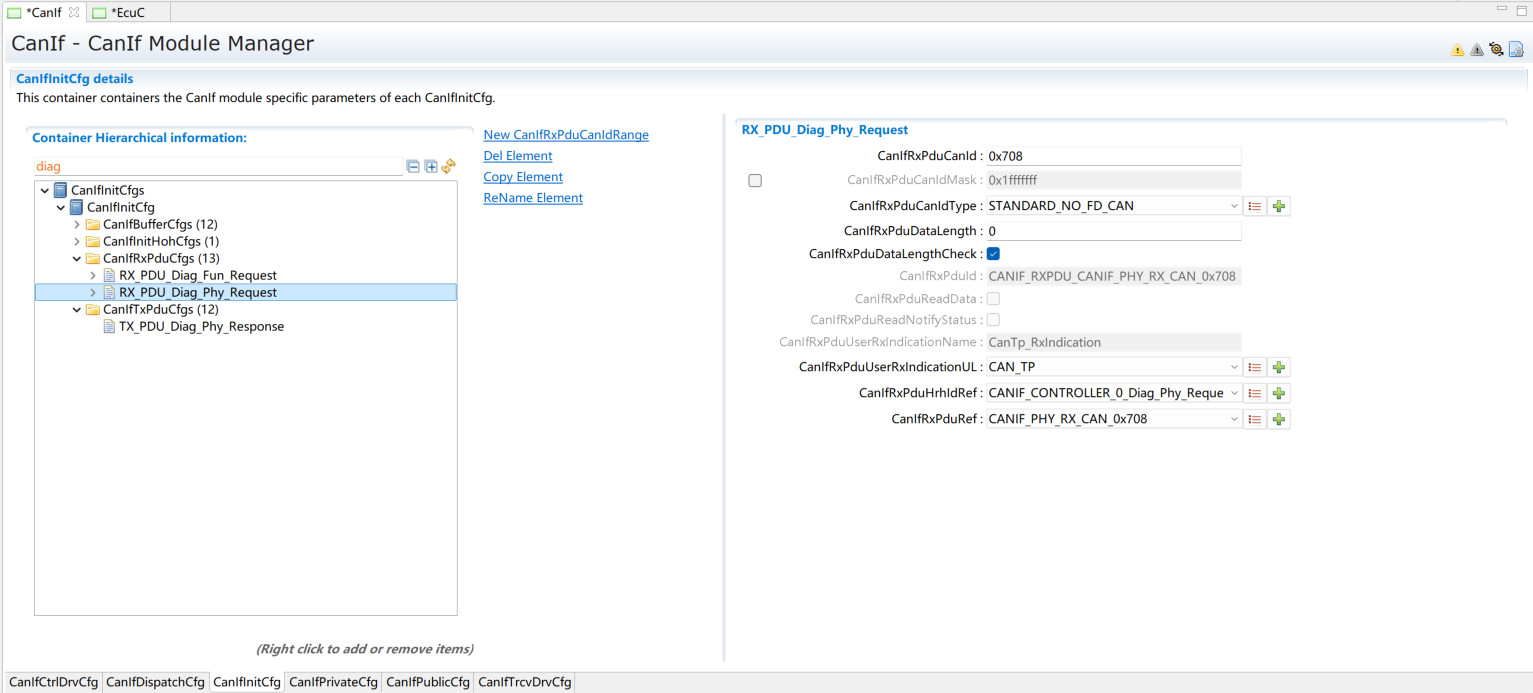 *CanIf
*EcuC
CanIf - CanIf Module Manager
CanIfInitCfg details
This container containers the CanIf module specific parameters of each CanIfInitCfg.
Container Hierarchical information:
diag
CanIfInitCfgs
CanIfInitCfg
CanIfBufferCfgs (12)
CanIfInitHohCfgs (1)
CanIfRxPduCfgs (13)
RX_PDU_Diag_Fun_Request
RX_PDU_Diag_Phy_Request
CanIfTxPduCfgs (12)
TX_PDU_Diag_Phy_Response
(Right click to add or remove items)
New CanIfRxPduCanIdRange
Del Element
Copy Element
ReName Element
RX_PDU_Diag_Phy_Request
CanIfRxPduCanId : 0x708
CanIfRxPduCanIdMask : 0x1fffffff
CanIfRxPduCanIdType : STANDARD_NO_FD_CAN
CanIfRxPduDataLength : 0
CanIfRxPduDataLengthCheck :
CanIfRxPduId : CANIF_RXPDU_CANIF_PHY_RX_CAN_0x708
CanIfRxPduReadData :
CanIfRxPduReadNotifyStatus :
CanIfRxPduUserRxIndicationName : CanTp_RxIndication
CanIfRxPduUserRxIndicationUL : CAN_TP
CanIfRxPduHrhIdRef : CANIF_CONTROLLER_0_Diag_Phy_Reque
CanIfRxPduRef : CANIF_PHY_RX_CAN_0x708
CanIfCtrlDrvCfg CanIfDispatchCfg CanIfInitCfg CanIfPrivateCfg CanIfPublicCfg CanIfTrcvDrvCfg